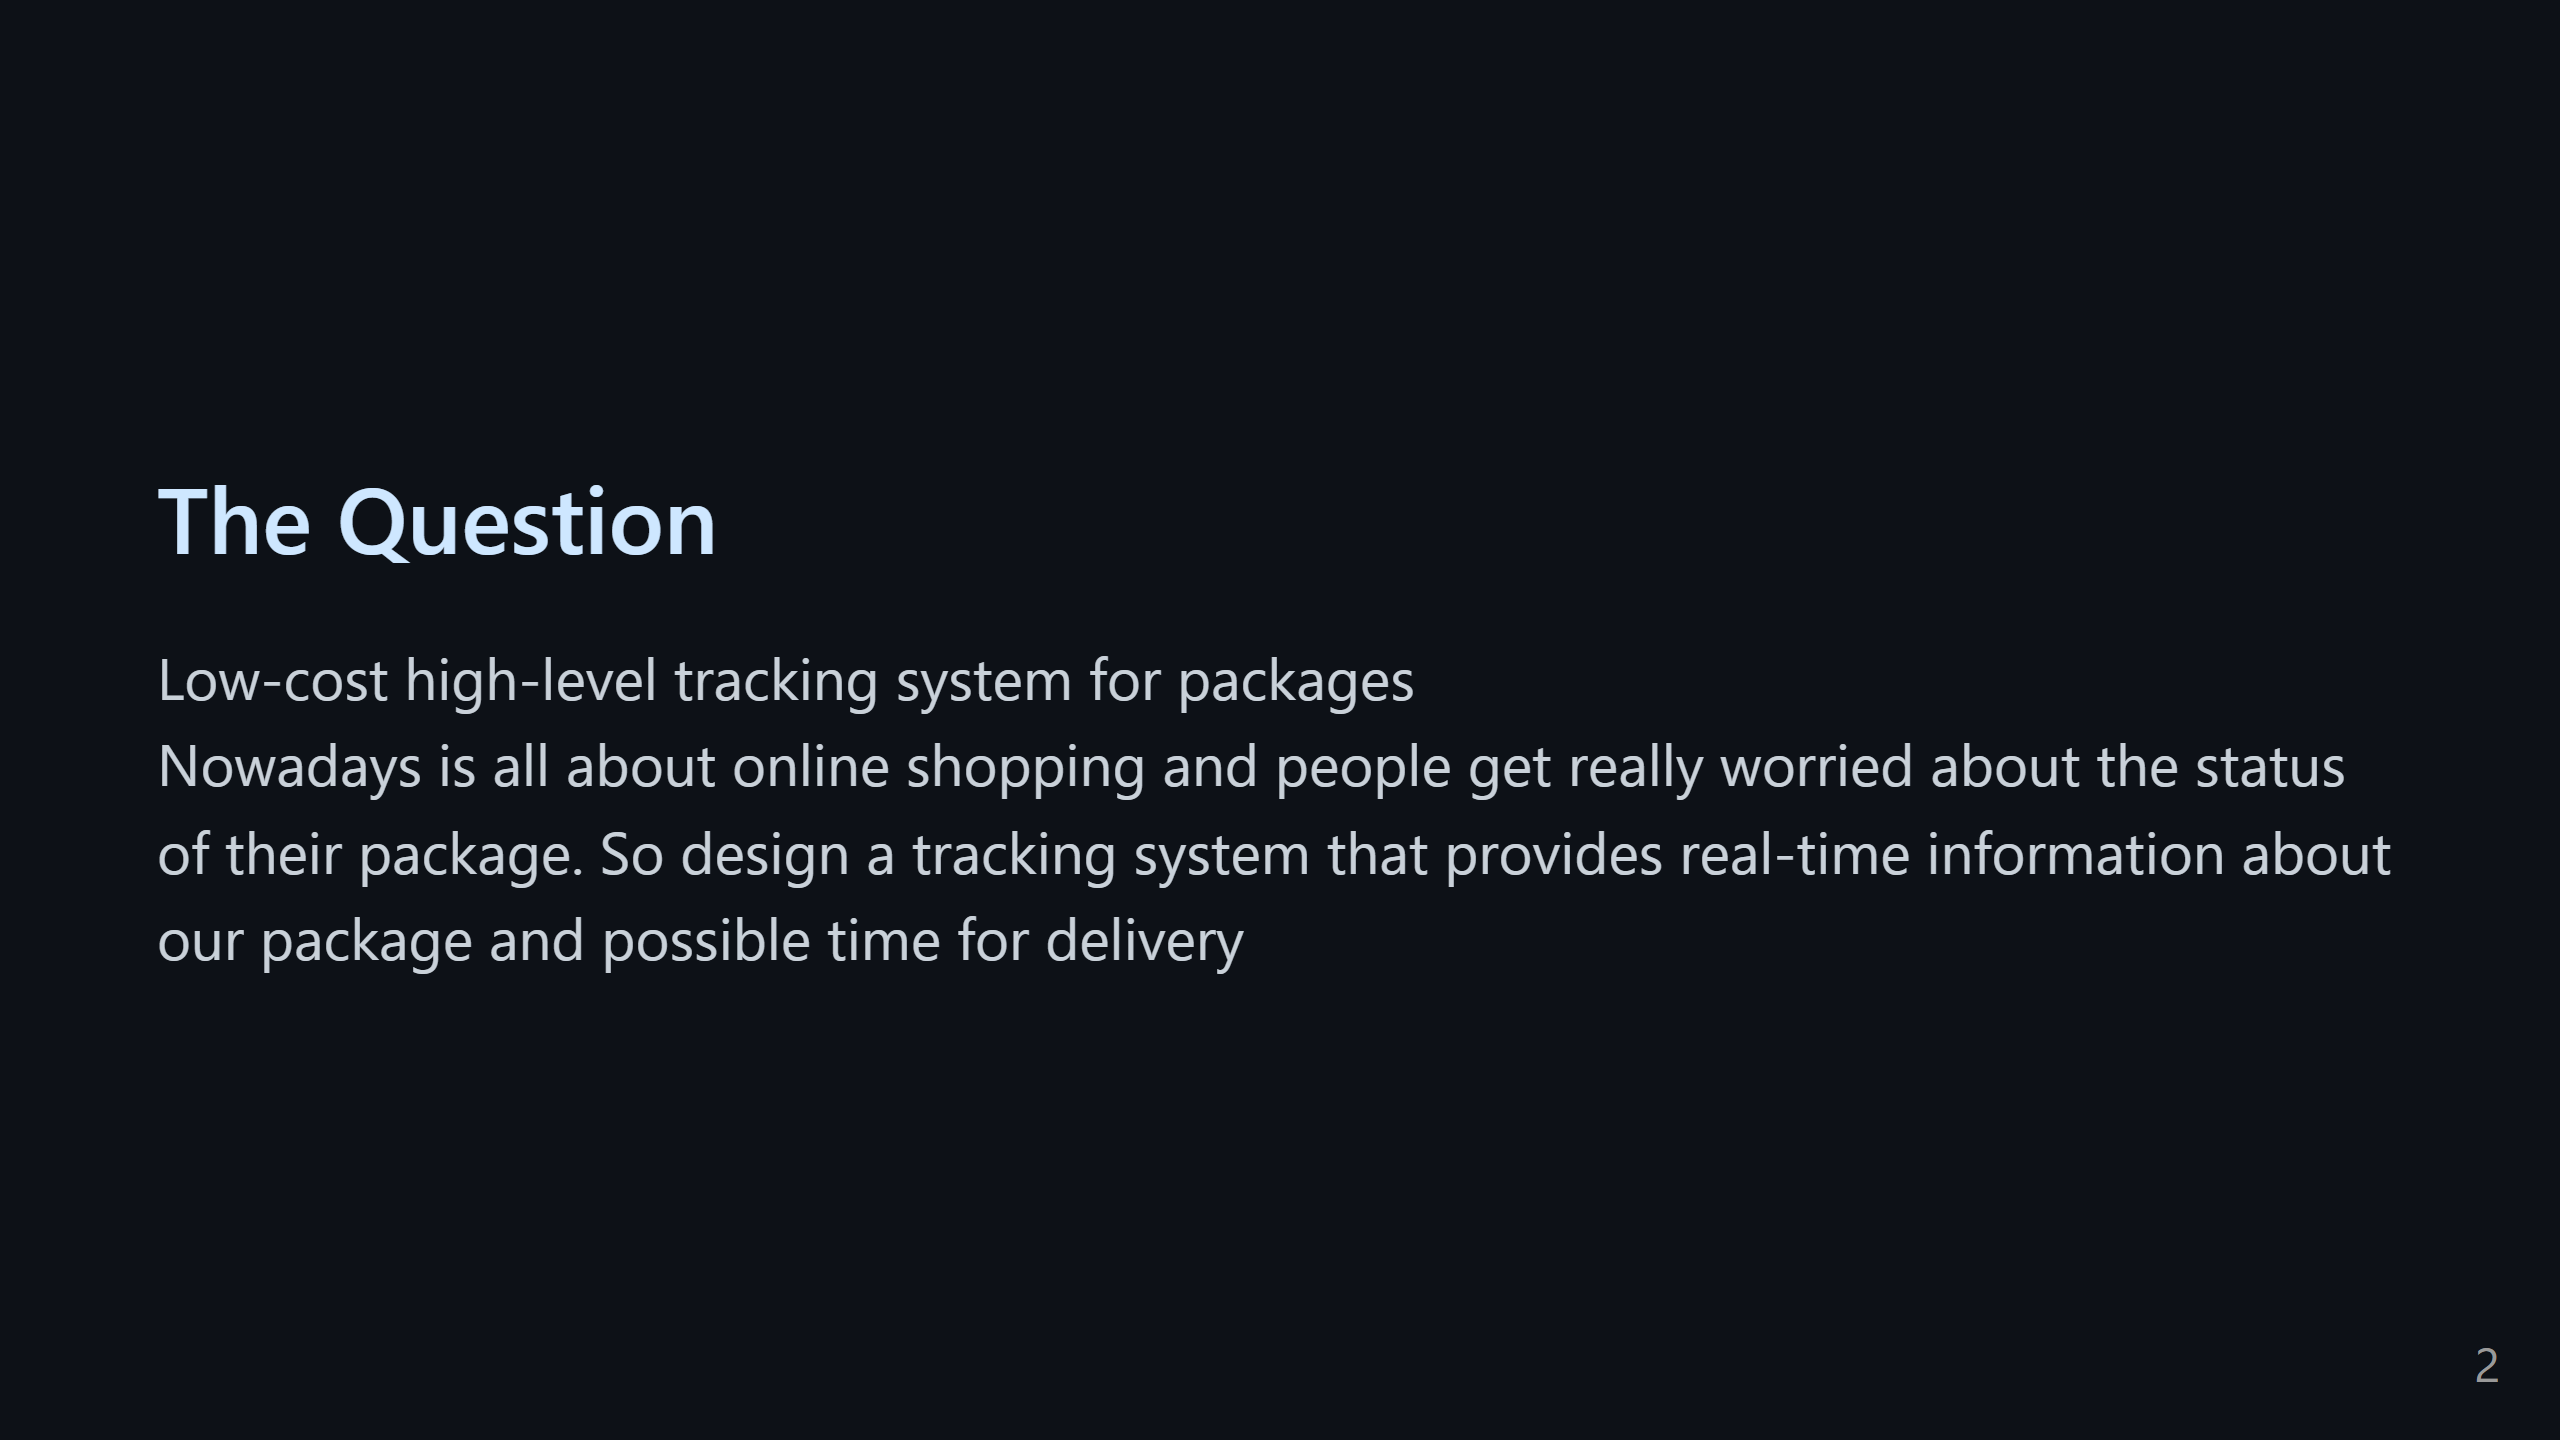 The Question
Low-cost high-level tracking system for packages
Nowadays is all about online shopping and people get really worried about the status
of their package. So design a tracking system that provides real-time information about
our package and possible time for delivery
2